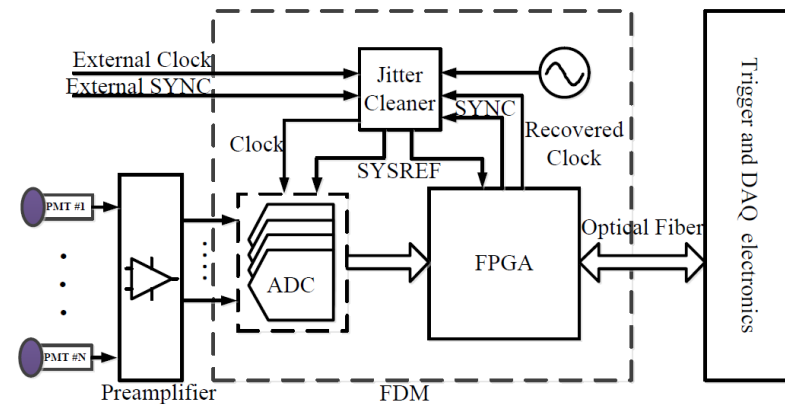 External Clock
External SYNC
Jitter
Cleaner
SYNC
Recovered
Clock
Clock
SYSREF
PMT #1
ADC
FPGA
Optical Fiber
Trigger and DAQ electronics
PMT #N
Preamplifier
FDM